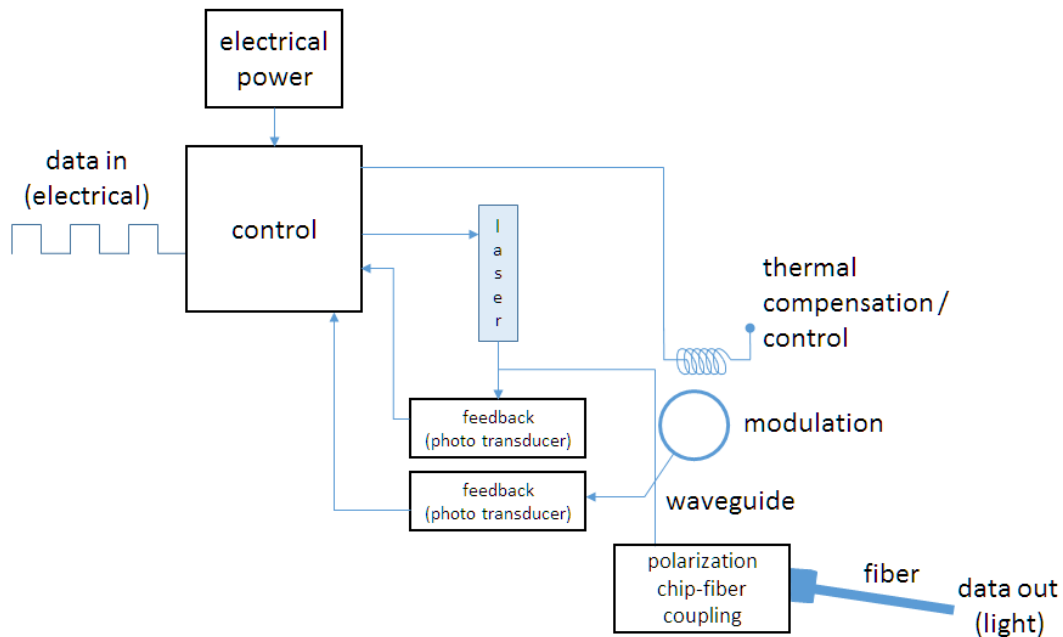 electrical
power
data in
(electrical)
control
l
a
s
e
r
thermal
compensation /
control
feedback
(photo transducer)
modulation
feedback
(photo transducer)
waveguide
polarization
chip-fiber
coupling
fiber
data out
(light)